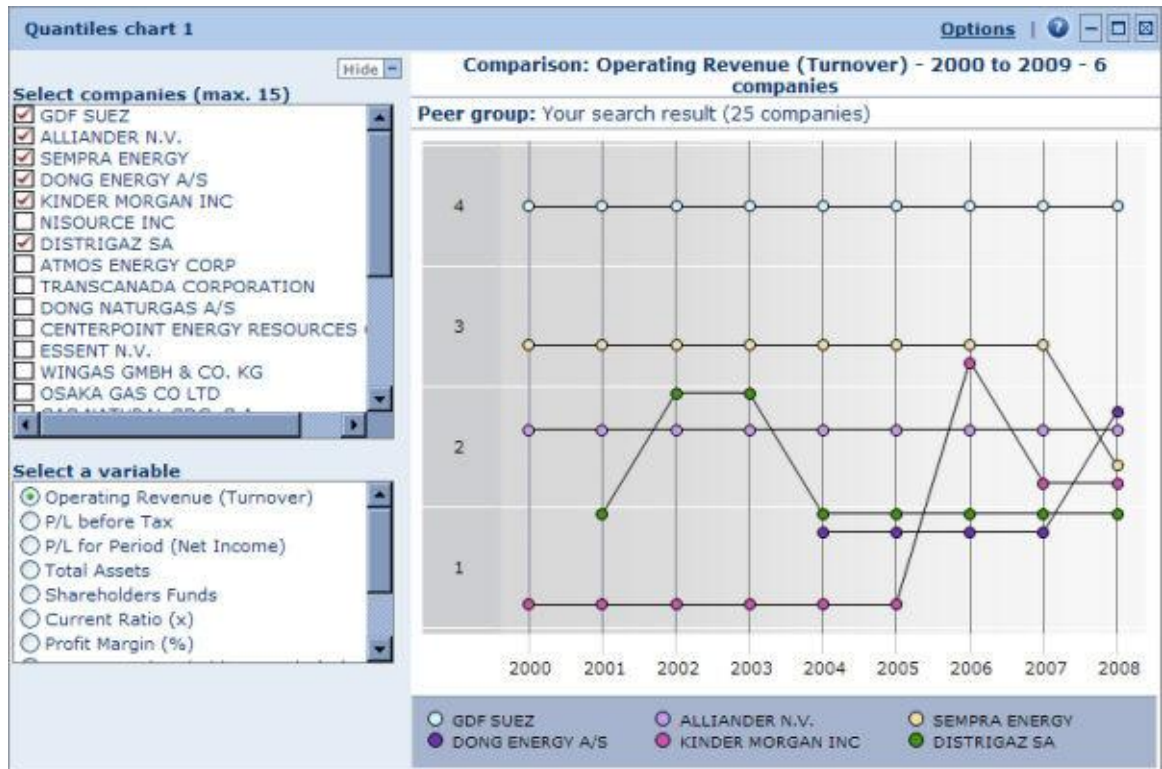 Quantiles chart 1
Options | ?
Hide
Select companies (max. 15)
GDF SUEZ
ALLIANDER N.V.
SEMPRA ENERGY
DONG ENERGY A/S
KINDER MORGAN INC
NISOURCE INC
DISTRIGAZ SA
ATMOS ENERGY CORP
TRANSCANADA CORPORATION
DONG NATURGAS A/S
CENTERPOINT ENERGY RESOURCES
ESSENT N.V.
WINGAS GMBH & CO. KG
OSAKA GAS CO LTD
Select a variable
Operating Revenue (Turnover)
P/L before Tax
P/L for Period (Net Income)
Total Assets
Shareholders Funds
Current Ratio (x)
Profit Margin (%)
Comparison: Operating Revenue (Turnover) - 2000 to 2009 - 6
companies
Peer group: Your search result (25 companies)
4
3
2
1
2000 2001 2002 2003 2004 2005 2006 2007 2008
GDF SUEZ ALLIANDER N.V. SEMPRA ENERGY
DONG ENERGY A/S KINDER MORGAN INC DISTRIGAZ SA